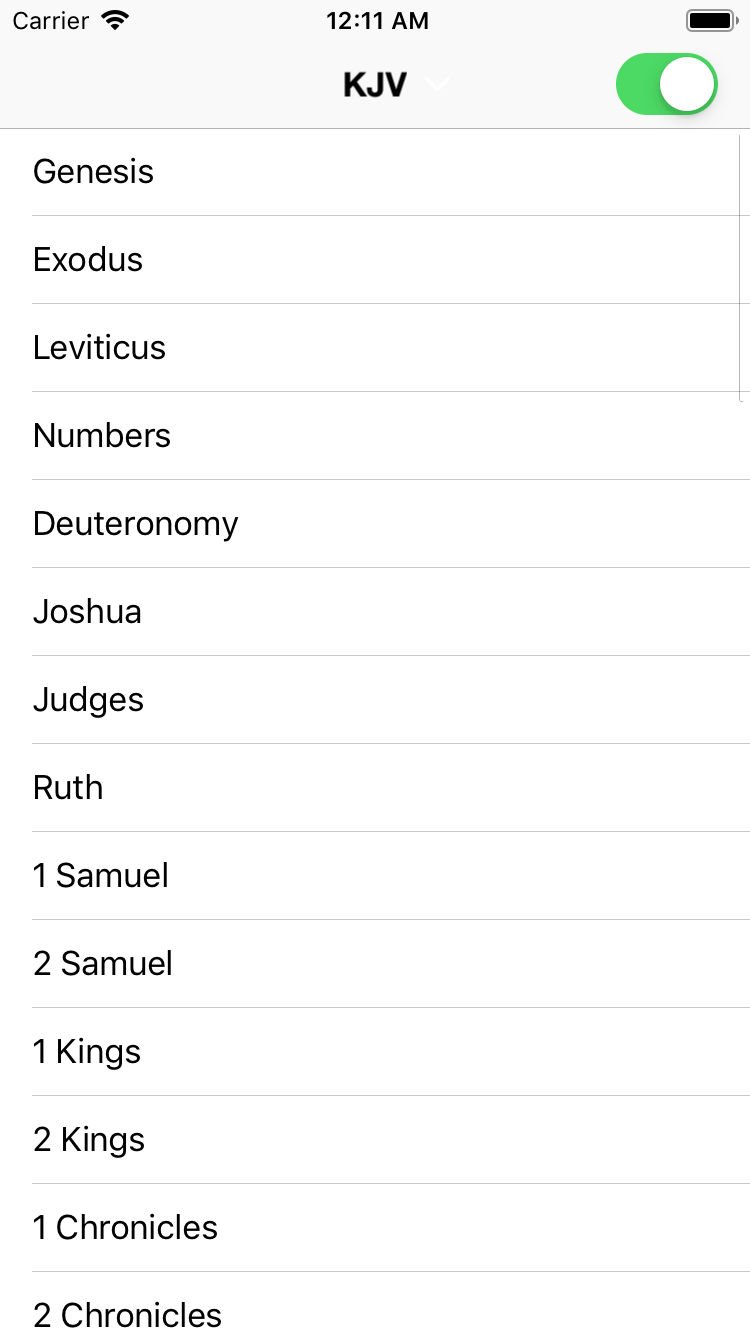 Carrier 12:11 AM
KJV
Genesis
Exodus
Leviticus
Numbers
Deuteronomy
Joshua
Judges
Ruth
1 Samuel
2 Samuel
1 Kings
2 Kings
1 Chronicles
2 Chronicles